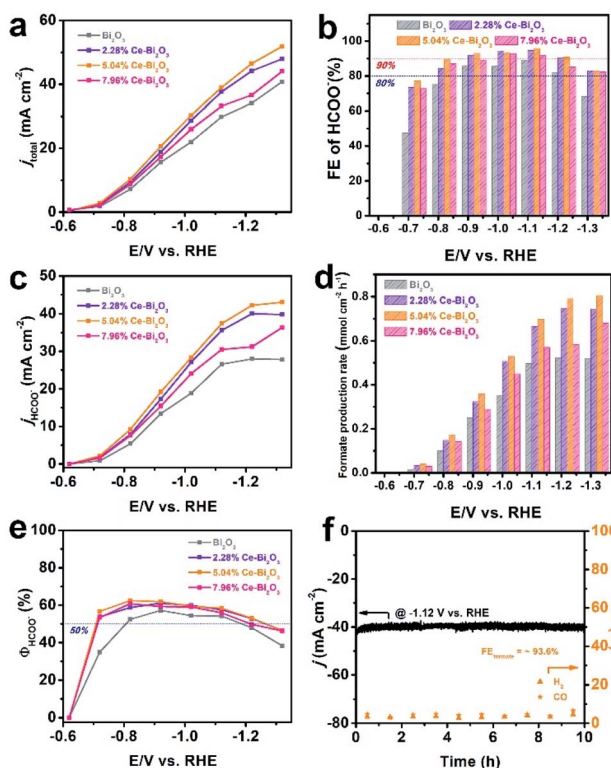 a
j_total (mA cm⁻²)
60
50
40
30
20
10
0
Bi₂O₃
2.28% Ce-Bi₂O₃
5.04% Ce-Bi₂O₃
7.96% Ce-Bi₂O₃
-0.6 -0.8 -1.0 -1.2
E/V vs. RHE
b
FE of HCOO⁻(%)
120
100
80
60
40
20
0
Bi₂O₃ 2.28% Ce-Bi₂O₃
5.04% Ce-Bi₂O₃ 7.96% Ce-Bi₂O₃
90%
80%
-0.6 -0.7 -0.8 -0.9 -1.0 -1.1 -1.2 -1.3
E/V vs. RHE
c
j_HCOO⁻ (mA cm⁻²)
50
40
30
20
10
0
Bi₂O₃
2.28% Ce-Bi₂O₃
5.04% Ce-Bi₂O₃
7.96% Ce-Bi₂O₃
-0.6 -0.8 -1.0 -1.2
E/V vs. RHE
d
Formate production rate (mmol cm⁻² h⁻¹)
0.8
0.6
0.4
0.2
0.0
Bi₂O₃
2.28% Ce-Bi₂O₃
5.04% Ce-Bi₂O₃
7.96% Ce-Bi₂O₃
-0.6 -0.7 -0.8 -0.9 -1.0 -1.1 -1.2 -1.3
E/V vs. RHE
e
Φ_HCOO⁻ (%)
100
80
60
40
20
0
Bi₂O₃
2.28% Ce-Bi₂O₃
5.04% Ce-Bi₂O₃
7.96% Ce-Bi₂O₃
50%
-0.6 -0.8 -1.0 -1.2
E/V vs. RHE
f
j (mA cm⁻²)
0
-20
-40
-60
-80
@ -1.12 V vs. RHE
FE_formate = ~ 93.6%
H₂
CO
100
80
60
40
20
0
0 2 4 6 8 10
Time (h)